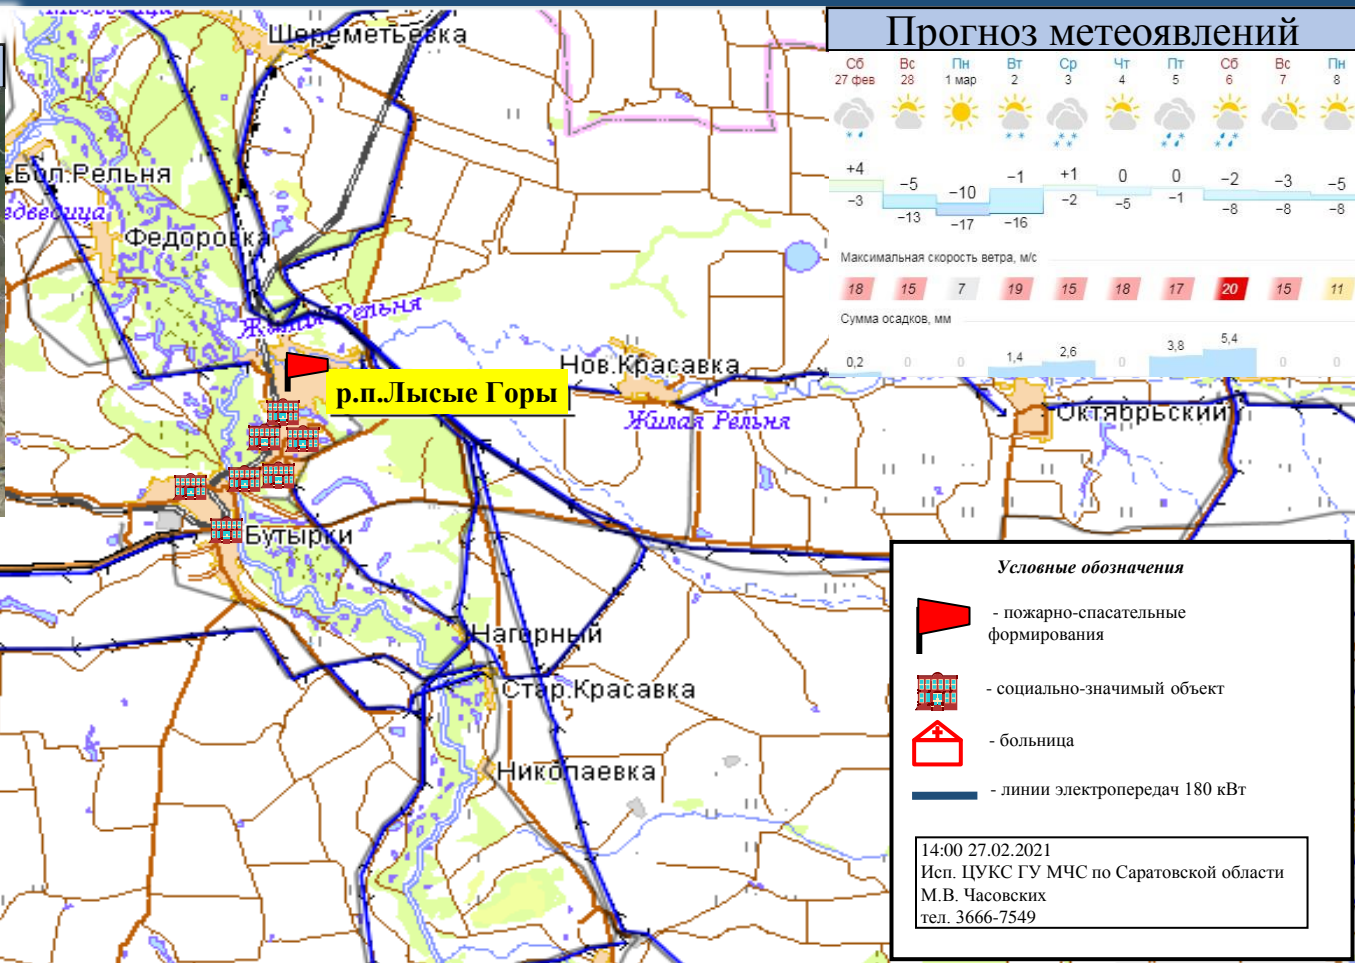 Прогноз метеоявлений
Сб Вс Пн Вт Ср Чт Пт Сб Вс Пн
27 фев 28 1 мар 2 3 4 5 6 7 8
+4 −5 −10 −1 +1 0 0 −2 −3 −5
−3 −13 −17 −16 −2 −5 −1 −8 −8 −8
Максимальная скорость ветра, м/с
18 15 7 19 15 18 17 20 15 11
Сумма осадков, мм
0,2 0 0 1,4 2,6 0 3,8 5,4 0 0
Шереметьевка
Бол.Рельня
Федоровка
Жилая Рельня
р.п.Лысые Горы
Нов.Красавка
Жилая Рельня
Октябрьский
Бутырки
Нагорный
Стар.Красавка
Николаевка
Условные обозначения
- пожарно-спасательные
формирования
- социально-значимый объект
- больница
- линии электропередач 180 кВт
14:00 27.02.2021
Исп. ЦУКС ГУ МЧС по Саратовской области
М.В. Часовских
тел. 3666-7549